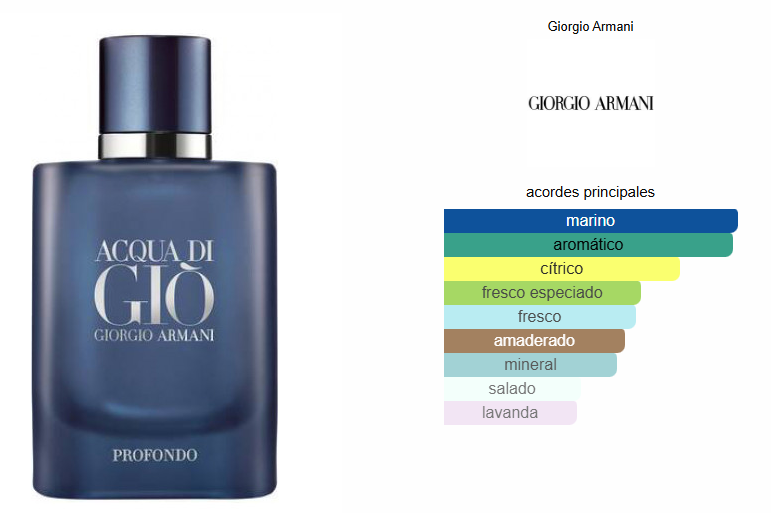 ACQUA DI
GIÒ
GIORGIO ARMANI
PROFONDO
Giorgio Armani
GIORGIO ARMANI
acordes principales
marino
aromático
cítrico
fresco especiado
fresco
amaderado
mineral
salado
lavanda